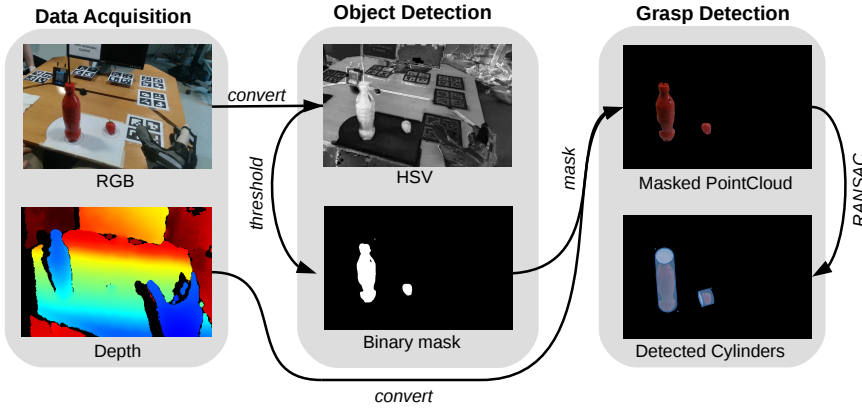 Data Acquisition
Object Detection
Grasp Detection
RGB
convert
HSV
threshold
mask
Masked PointCloud
RANSAC
Depth
Binary mask
Detected Cylinders
convert